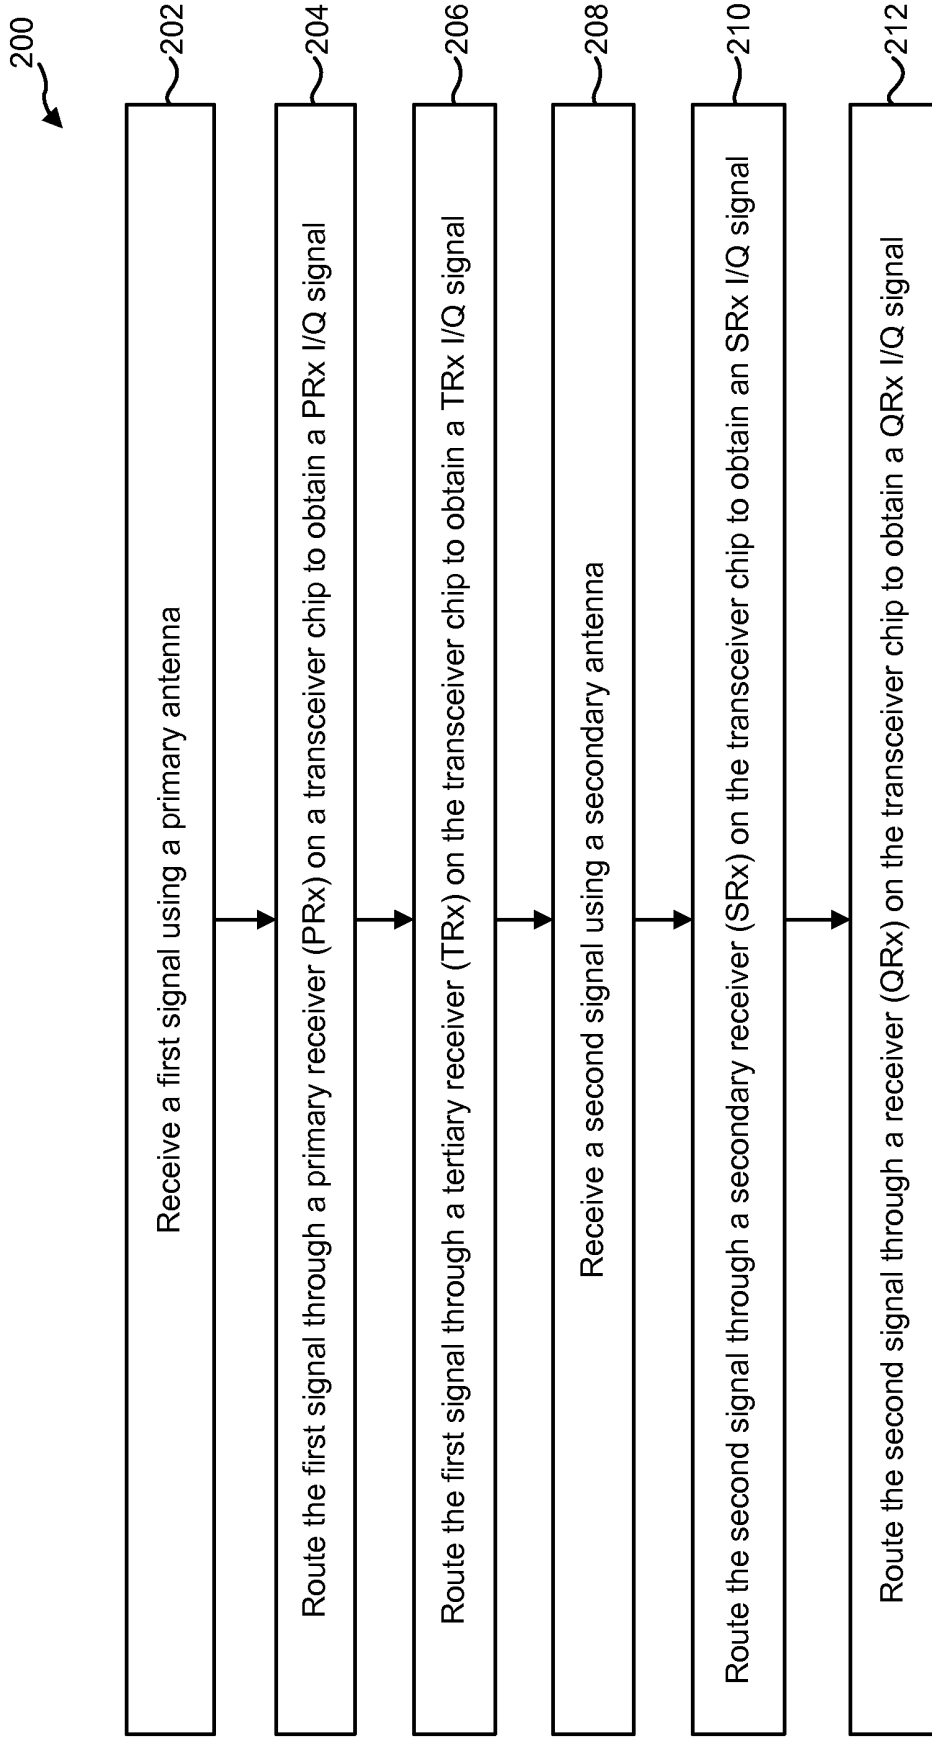 200
Receive a first signal using a primary antenna
202
Route the first signal through a primary receiver (PRx) on a transceiver chip to obtain a PRx I/Q signal
204
Route the first signal through a tertiary receiver (TRx) on the transceiver chip to obtain a TRx I/Q signal
206
Receive a second signal using a secondary antenna
208
Route the second signal through a secondary receiver (SRx) on the transceiver chip to obtain an SRx I/Q signal
210
Route the second signal through a receiver (QRx) on the transceiver chip to obtain a QRx I/Q signal
212